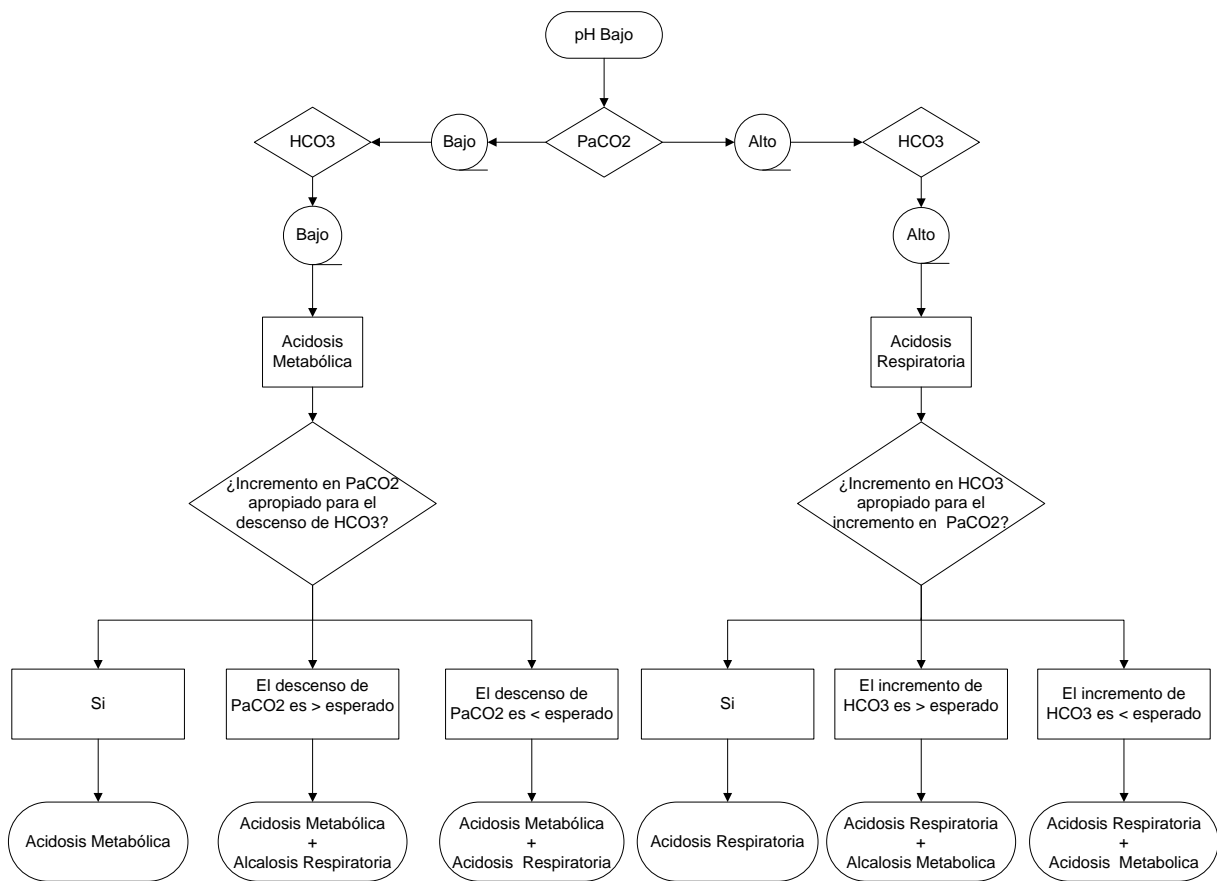 pH Bajo
HCO3
Bajo
PaCO2
Alto
HCO3
Bajo
Alto
Acidosis
Metabólica
Acidosis
Respiratoria
¿Incremento en PaCO2
apropiado para el
descenso de HCO3?
¿Incremento en HCO3
apropiado para el
incremento en PaCO2?
Si
El descenso de
PaCO2 es > esperado
El descenso de
PaCO2 es < esperado
Si
El incremento de
HCO3 es > esperado
El incremento de
HCO3 es < esperado
Acidosis Metabólica
Acidosis Metabólica
+
Alcalosis Respiratoria
Acidosis Metabólica
+
Acidosis Respiratoria
Acidosis Respiratoria
Acidosis Respiratoria
+
Alcalosis Metabolica
Acidosis Respiratoria
+
Acidosis Metabolica